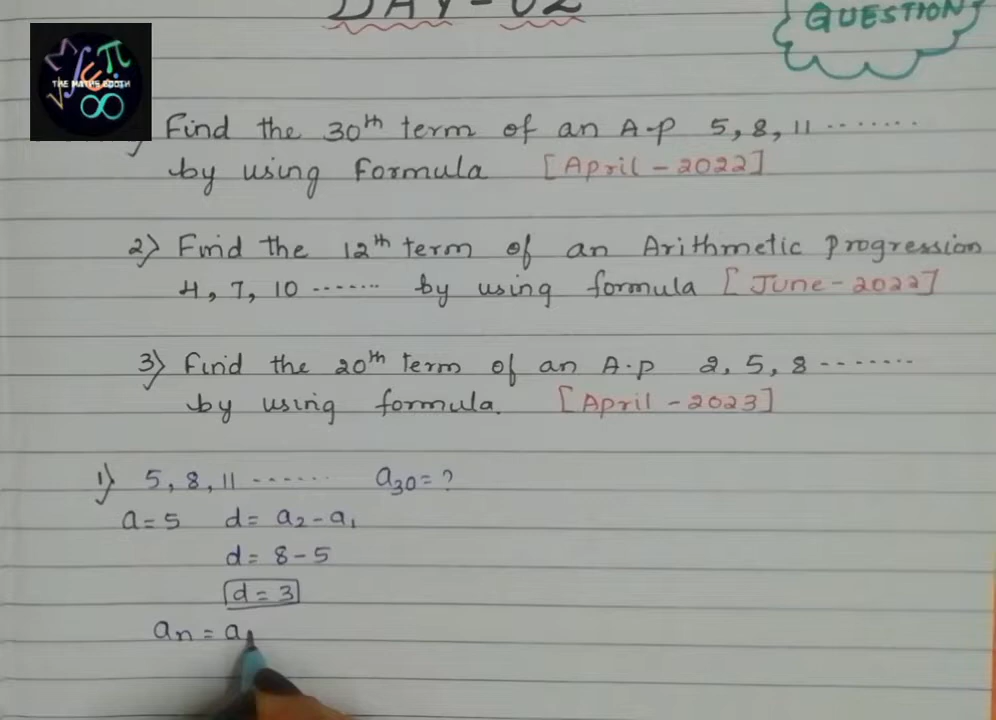 DAY-02
QUESTION
THE MATHS BOOTH
Find the 30th term of an A.P 5, 8, 11 ........
by using Formula [April - 2022]
2) Find the 12th term of an Arithmetic Progression
4, 7, 10 ....... by using formula [June - 2022]
3) Find the 20th term of an A.P 2, 5, 8 .......
by using formula. [April - 2023]
1) 5, 8, 11 ....... a30 = ?
a = 5 d = a2 - a1
d = 8 - 5
d = 3
an = a